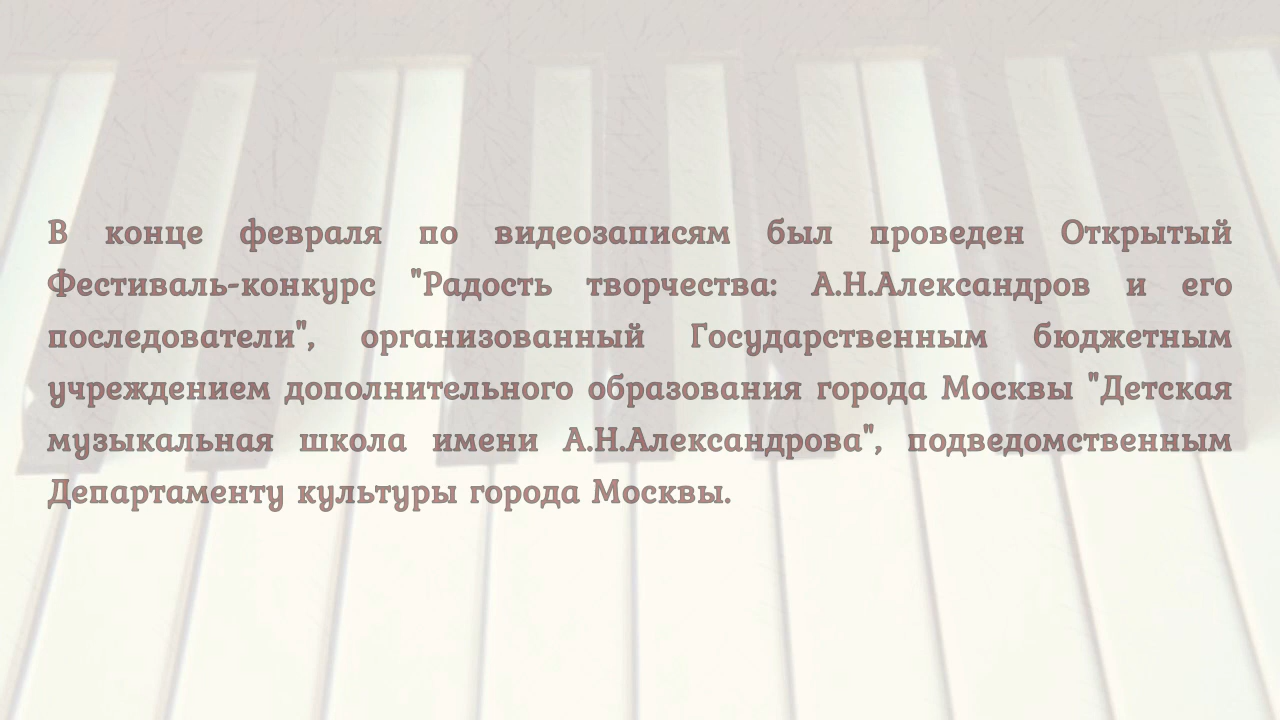 В конце февраля по видеозаписям был проведен Открытый
Фестиваль-конкурс "Радость творчества: А.Н.Александров и его
последователи", организованный Государственным бюджетным
учреждением дополнительного образования города Москвы "Детская
музыкальная школа имени А.Н.Александрова", подведомственным
Департаменту культуры города Москвы.